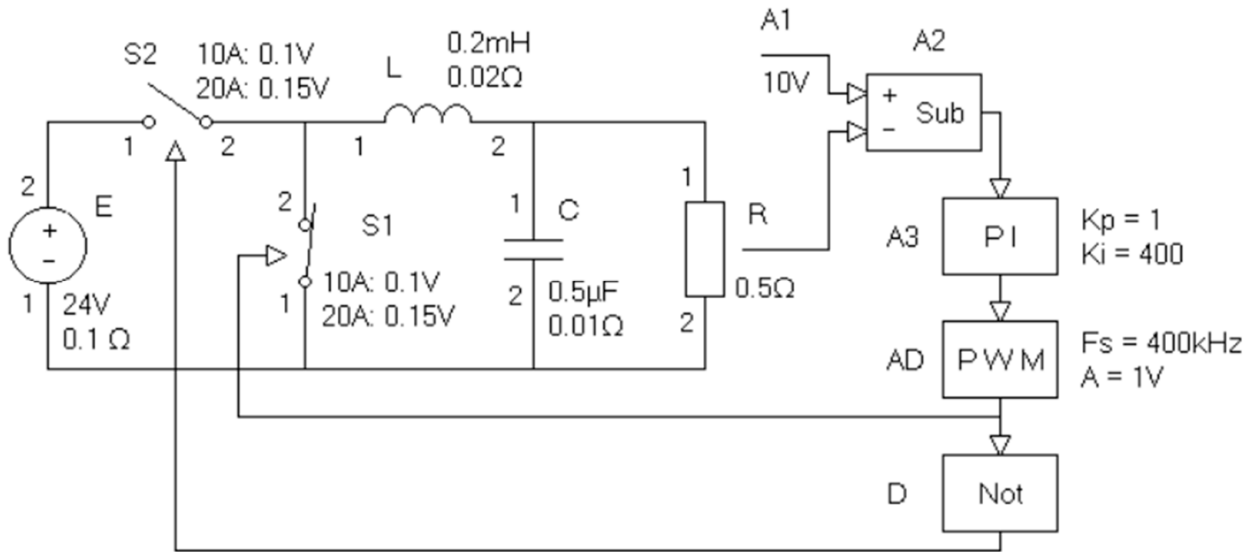 S2
10A: 0.1V
20A: 0.15V
L
0.2mH
0.02Ω
A1
10V
A2
+
−
Sub
1
2
1
2
2
E
+
−
1
24V
0.1 Ω
2
S1
1
10A: 0.1V
20A: 0.15V
1
C
2
0.5µF
0.01Ω
1
R
0.5Ω
2
A3
PI
Kp = 1
Ki = 400
AD
PWM
Fs = 400kHz
A = 1V
D
Not